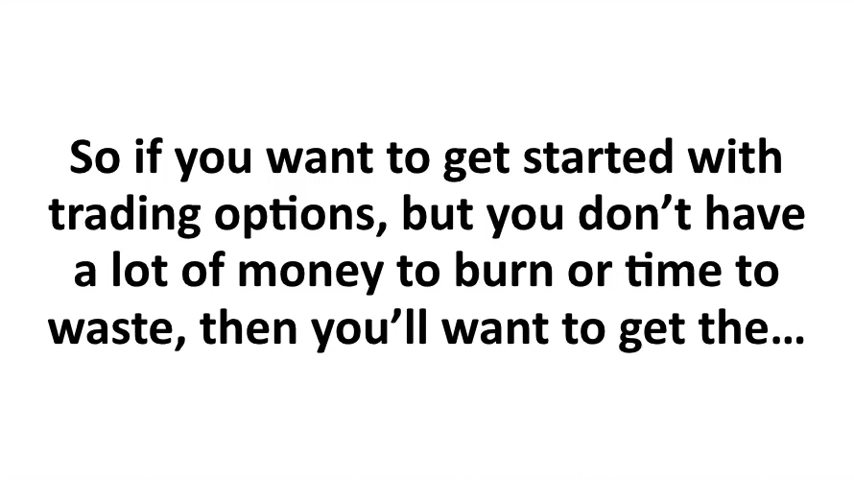 So if you want to get started with
trading options, but you don’t have
a lot of money to burn or time to
waste, then you’ll want to get the…